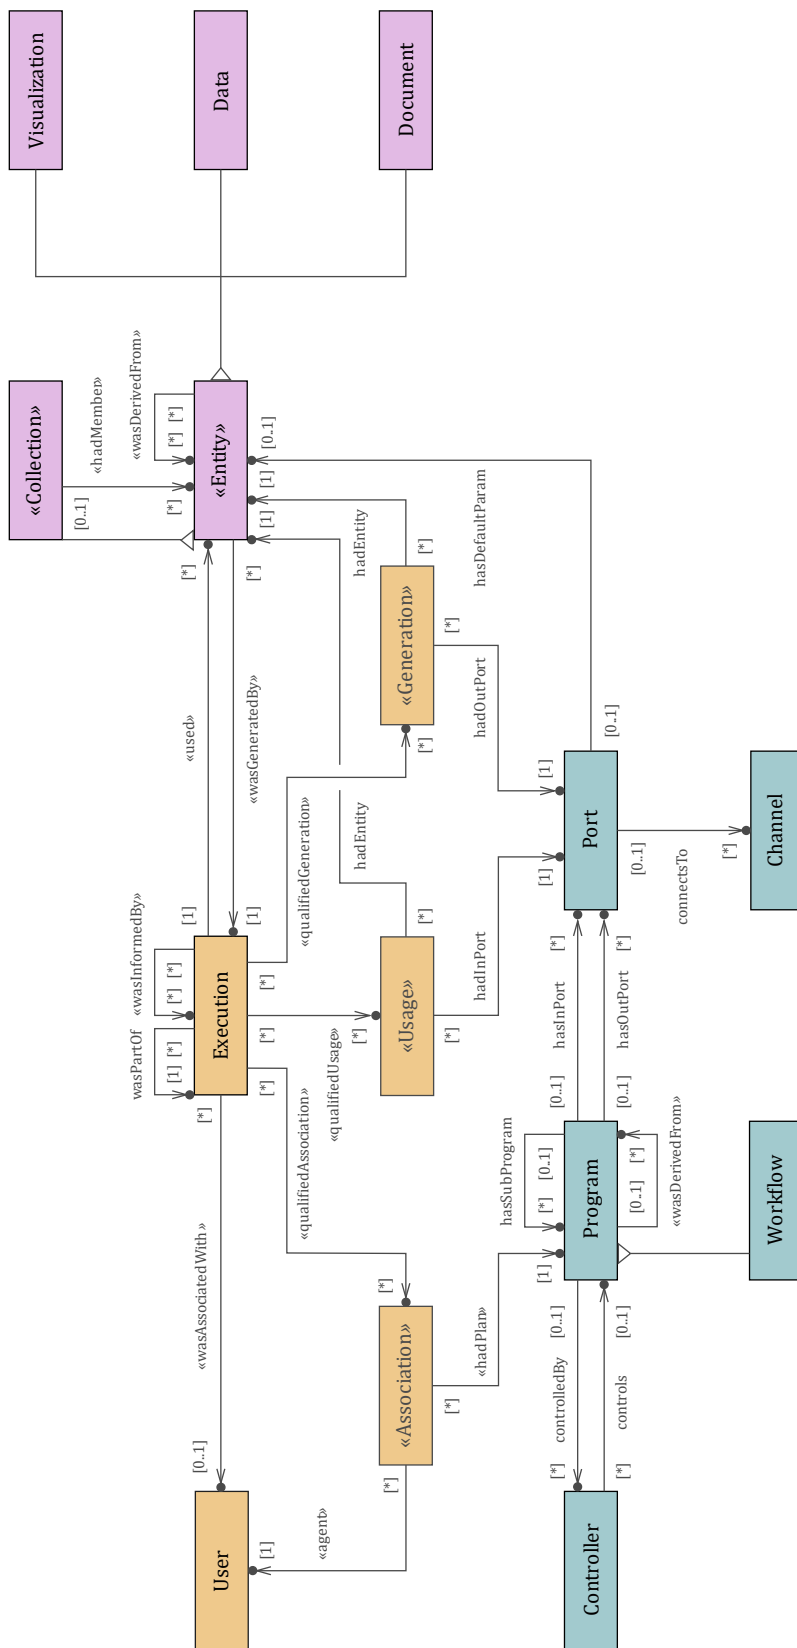 Visualization
Data
Document
«Collection»
«hadMember»
[0..1]
[*]
«wasDerivedFrom»
[*]
[*]
«Entity»
[0..1]
[1]
[1]
[*]
[*]
«used»
«wasGeneratedBy»
[1]
[1]
hadEntity
[*]
«Generation»
[*]
[*]
hasDefaultParam
[0..1]
hadOutPort
[1]
«qualifiedGeneration»
hadEntity
[*]
«wasInformedBy»
[*]
[*]
wasPartOf
[*]
[1]
Execution
[*]
[*]
[*]
[*]
«qualifiedUsage»
[*]
«Usage»
[*]
hadInPort
[1]
Port
[0..1]
connectsTo
[*]
Channel
[*]
[*]
hasInPort
hasOutPort
[0..1]
[0..1]
hasSubProgram
[0..1]
[*]
Program
[*]
[0..1]
«wasDerivedFrom»
Workflow
«qualifiedAssociation»
[*]
«Association»
[*]
«hadPlan»
[1]
[*]
«agent»
[1]
«wasAssociatedWith»
[0..1]
User
[0..1]
[0..1]
controlledBy
controls
[*]
[*]
Controller